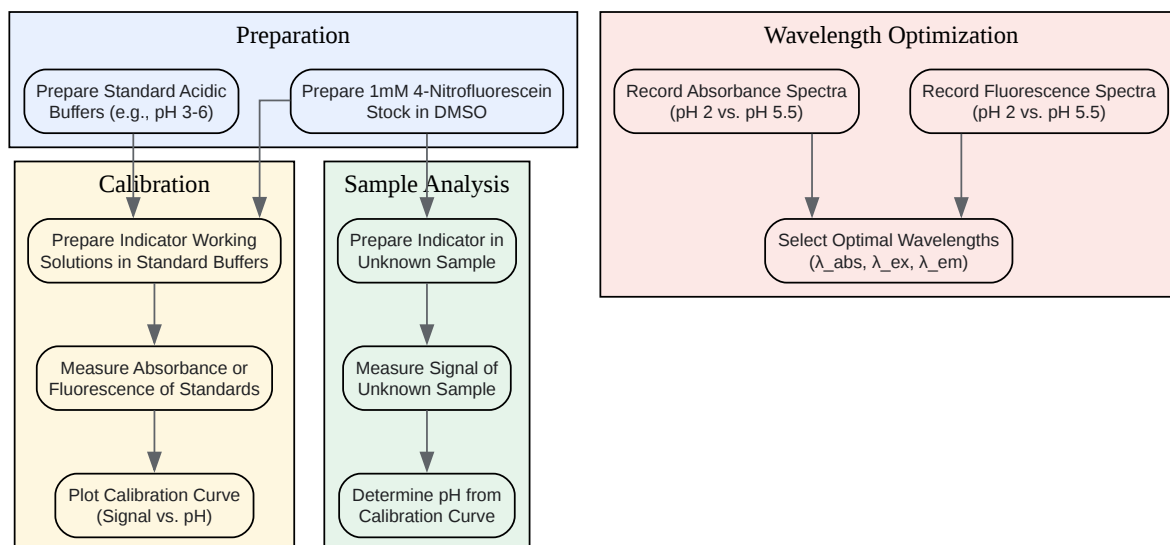 Preparation
Prepare Standard Acidic
Buffers (e.g., pH 3-6)
Prepare 1mM 4-Nitrofluorescein
Stock in DMSO
Wavelength Optimization
Record Absorbance Spectra
(pH 2 vs. pH 5.5)
Record Fluorescence Spectra
(pH 2 vs. pH 5.5)
Select Optimal Wavelengths
(λ_abs, λ_ex, λ_em)
Calibration
Prepare Indicator Working
Solutions in Standard Buffers
Measure Absorbance or
Fluorescence of Standards
Plot Calibration Curve
(Signal vs. pH)
Sample Analysis
Prepare Indicator in
Unknown Sample
Measure Signal of
Unknown Sample
Determine pH from
Calibration Curve